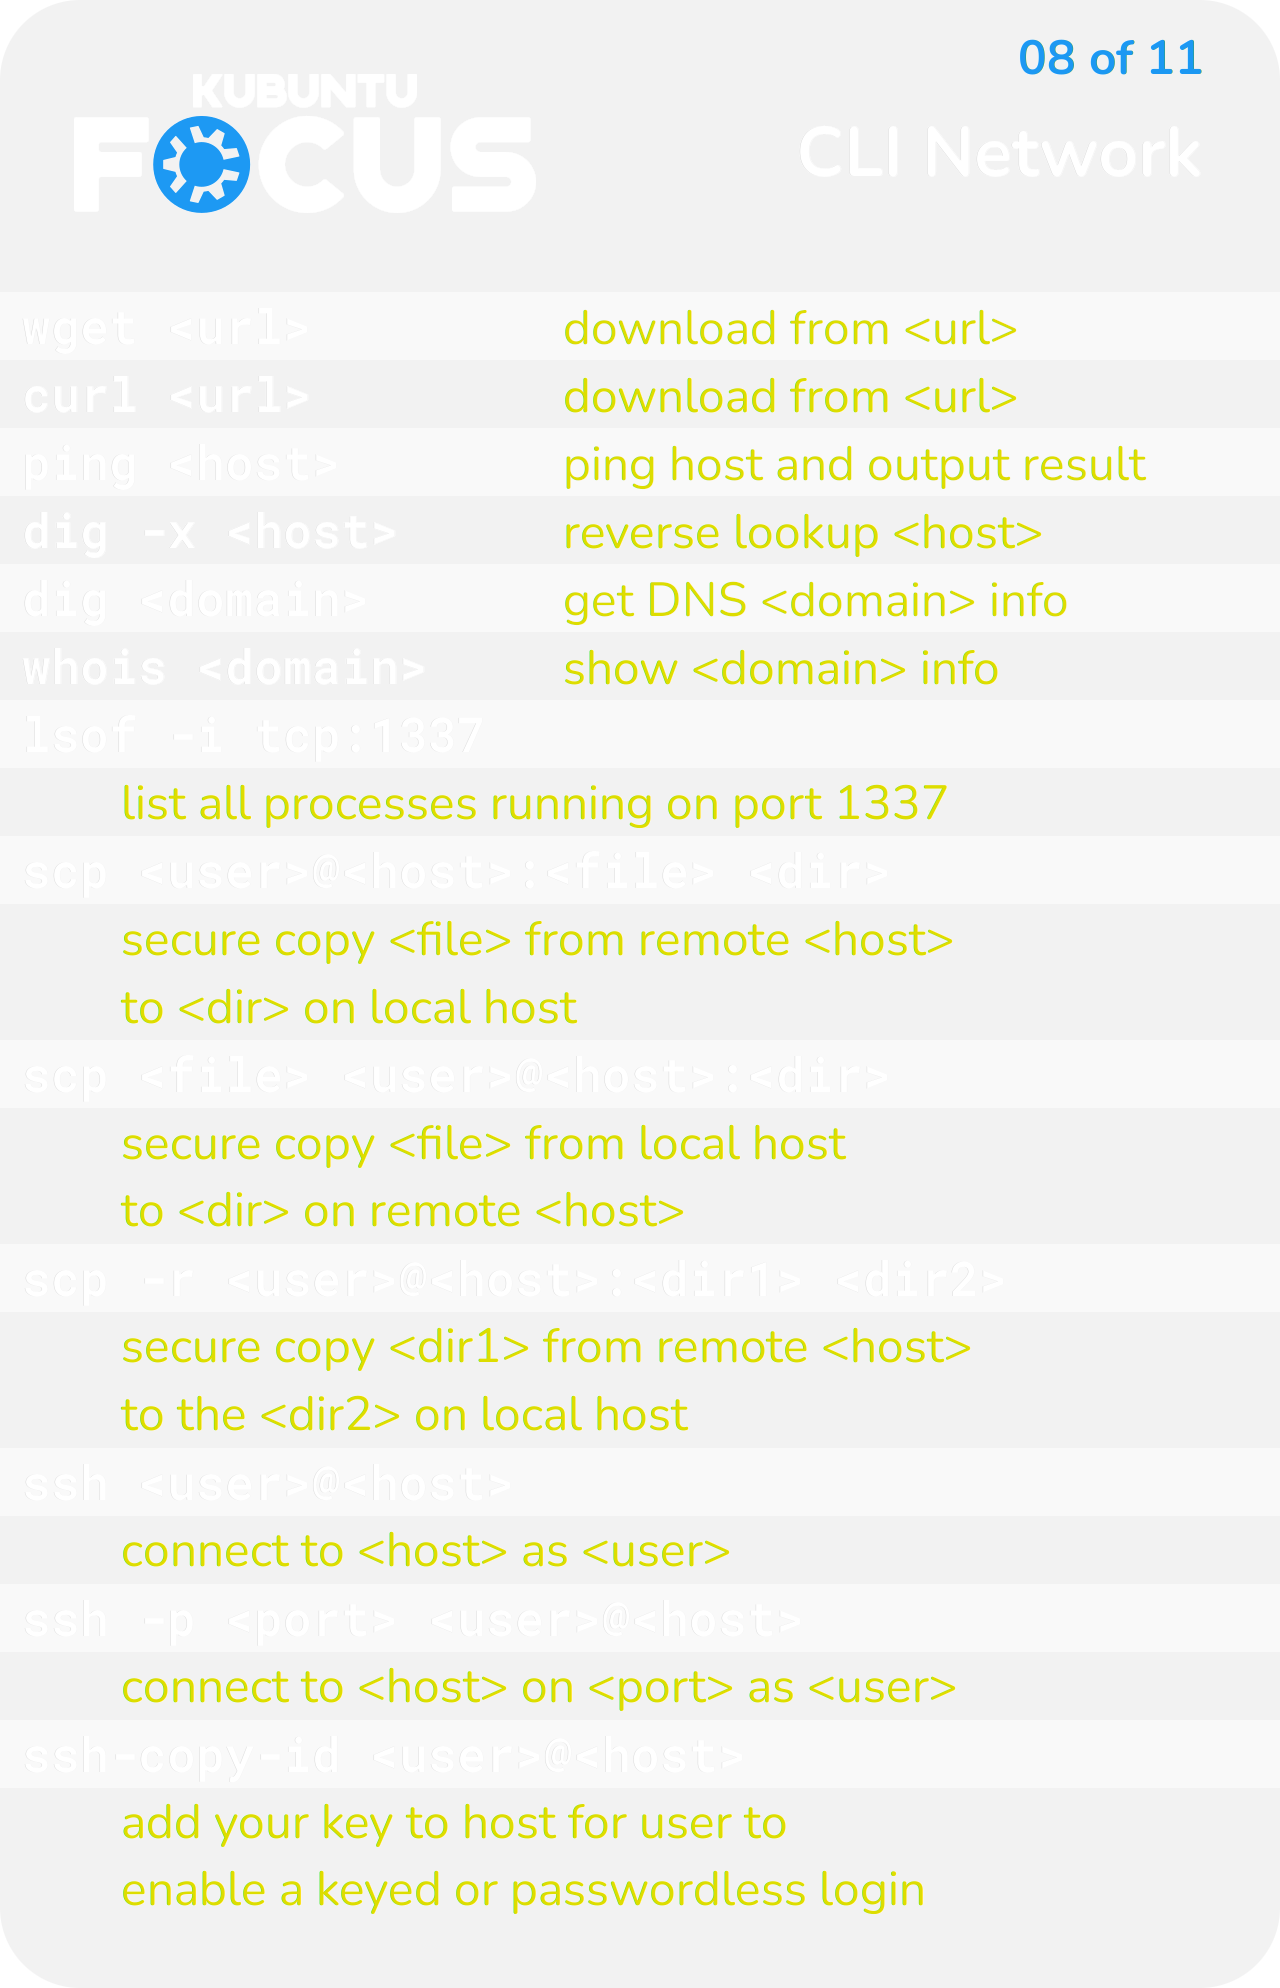 08 of 11
KUBUNTU
FOCUS
CLI Network
wget <url> download from <url>
curl <url> download from <url>
ping <host> ping host and output result
dig -x <host> reverse lookup <host>
dig <domain> get DNS <domain> info
whois <domain> show <domain> info
lsof -i tcp:1337
list all processes running on port 1337
scp <user>@<host>:<file> <dir>
secure copy <file> from remote <host>
to <dir> on local host
scp <file> <user>@<host>:<dir>
secure copy <file> from local host
to <dir> on remote <host>
scp -r <user>@<host>:<dir1> <dir2>
secure copy <dir1> from remote <host>
to the <dir2> on local host
ssh <user>@<host>
connect to <host> as <user>
ssh -p <port> <user>@<host>
connect to <host> on <port> as <user>
ssh-copy-id <user>@<host>
add your key to host for user to
enable a keyed or passwordless login